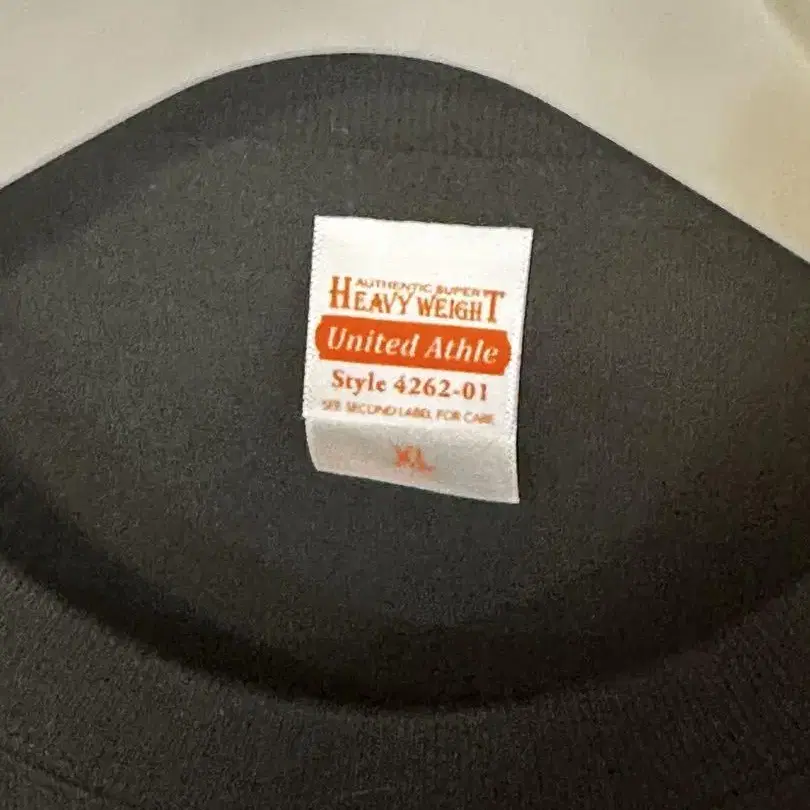 AUTHENTIC SUPER
HEAVY WEIGHT
United Athle
Style 4262-01
SEE SECOND LABEL FOR CARE
XL